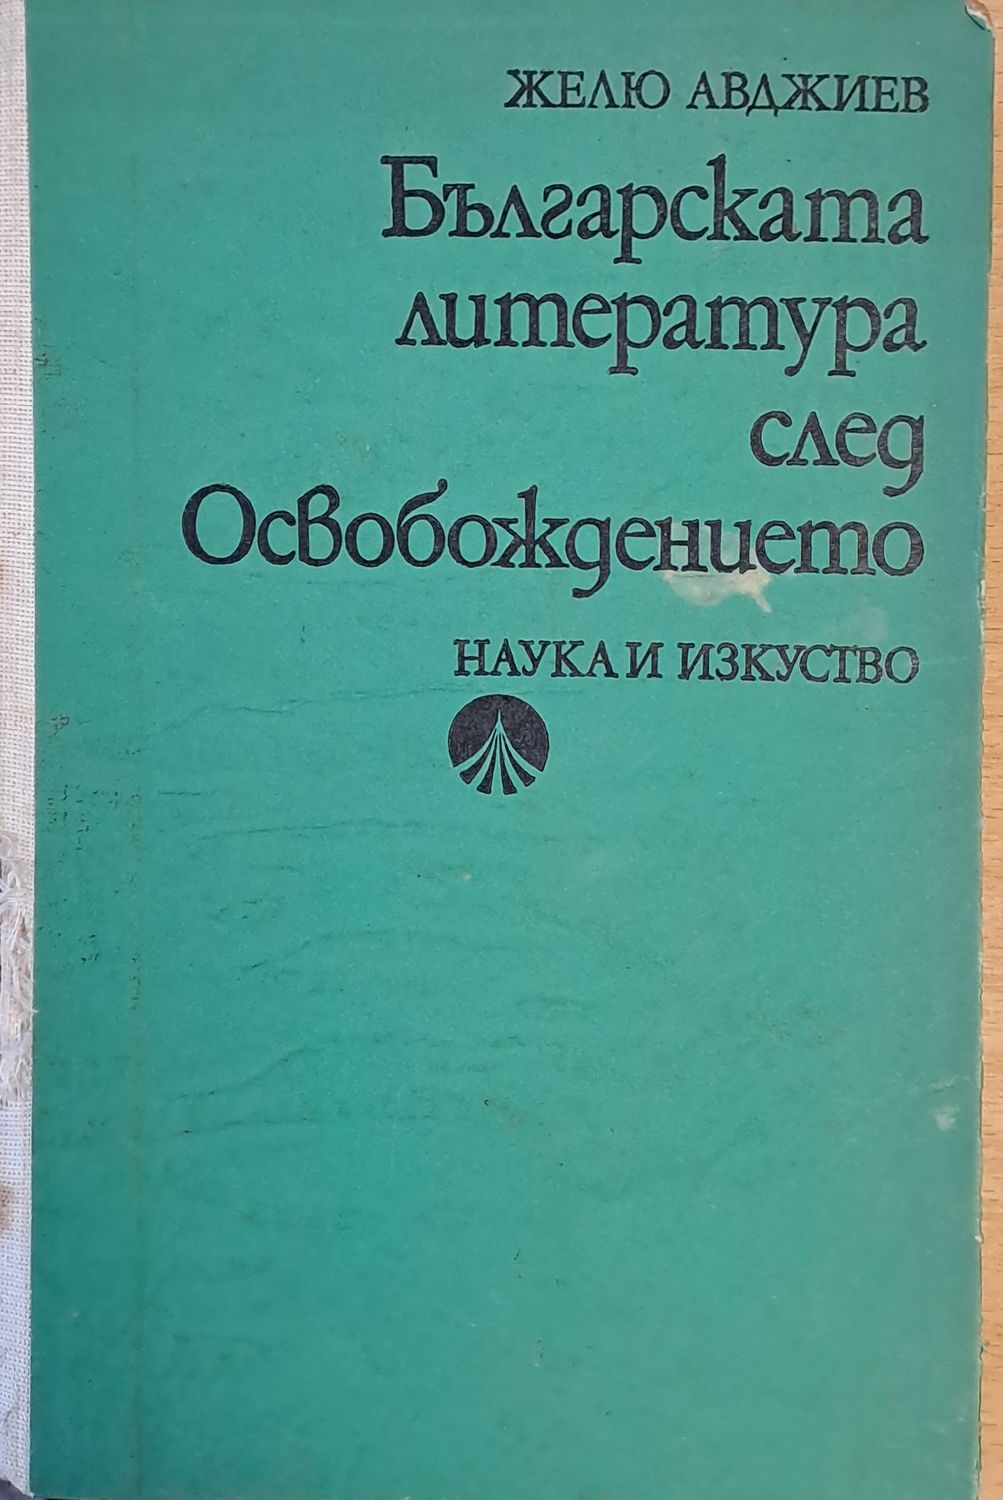 ЖЕЛЮ АВДЖИЕВ
Българската
литература
след
Освобождението
НАУКА И ИЗКУСТВО